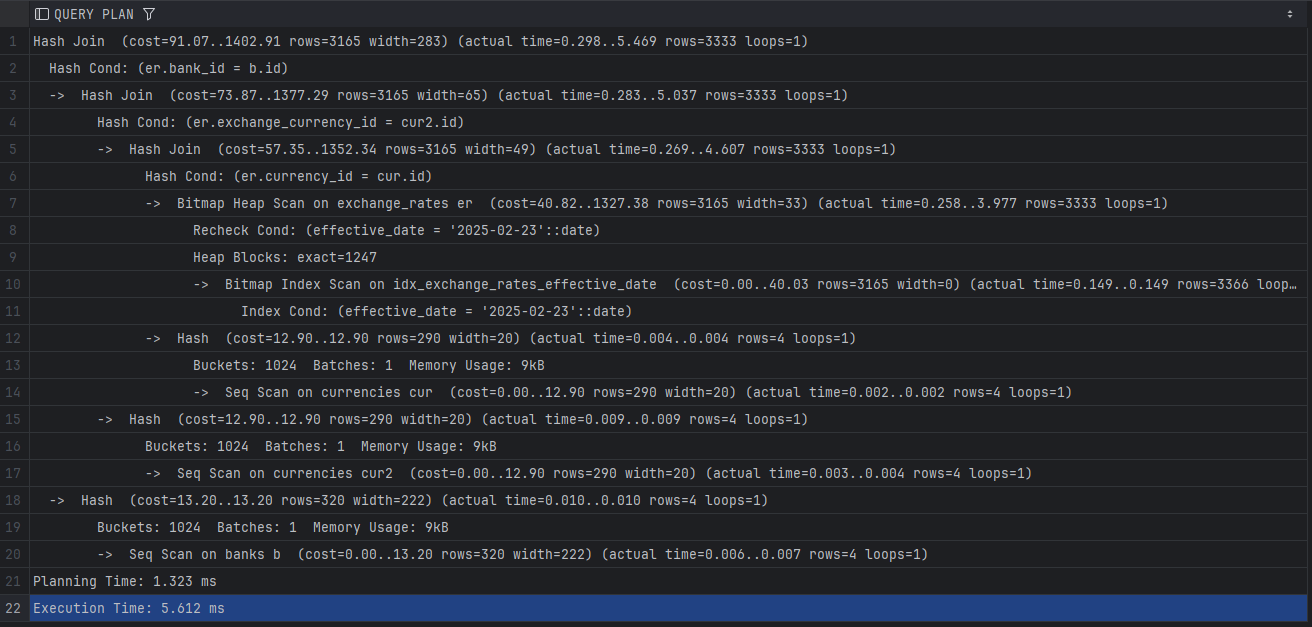 QUERY PLAN
1 Hash Join (cost=91.07..1402.91 rows=3165 width=283) (actual time=0.298..5.469 rows=3333 loops=1)
2 Hash Cond: (er.bank_id = b.id)
3 -> Hash Join (cost=73.87..1377.29 rows=3165 width=65) (actual time=0.283..5.037 rows=3333 loops=1)
4 Hash Cond: (er.exchange_currency_id = cur2.id)
5 -> Hash Join (cost=57.35..1352.34 rows=3165 width=49) (actual time=0.269..4.607 rows=3333 loops=1)
6 Hash Cond: (er.currency_id = cur.id)
7 -> Bitmap Heap Scan on exchange_rates er (cost=40.82..1327.38 rows=3165 width=33) (actual time=0.258..3.977 rows=3333 loops=1)
8 Recheck Cond: (effective_date = '2025-02-23'::date)
9 Heap Blocks: exact=1247
10 -> Bitmap Index Scan on idx_exchange_rates_effective_date (cost=0.00..40.03 rows=3165 width=0) (actual time=0.149..0.149 rows=3366 loop…
11 Index Cond: (effective_date = '2025-02-23'::date)
12 -> Hash (cost=12.90..12.90 rows=290 width=20) (actual time=0.004..0.004 rows=4 loops=1)
13 Buckets: 1024 Batches: 1 Memory Usage: 9kB
14 -> Seq Scan on currencies cur (cost=0.00..12.90 rows=290 width=20) (actual time=0.002..0.002 rows=4 loops=1)
15 -> Hash (cost=12.90..12.90 rows=290 width=20) (actual time=0.009..0.009 rows=4 loops=1)
16 Buckets: 1024 Batches: 1 Memory Usage: 9kB
17 -> Seq Scan on currencies cur2 (cost=0.00..12.90 rows=290 width=20) (actual time=0.003..0.004 rows=4 loops=1)
18 -> Hash (cost=13.20..13.20 rows=320 width=222) (actual time=0.010..0.010 rows=4 loops=1)
19 Buckets: 1024 Batches: 1 Memory Usage: 9kB
20 -> Seq Scan on banks b (cost=0.00..13.20 rows=320 width=222) (actual time=0.006..0.007 rows=4 loops=1)
21 Planning Time: 1.323 ms
22 Execution Time: 5.612 ms